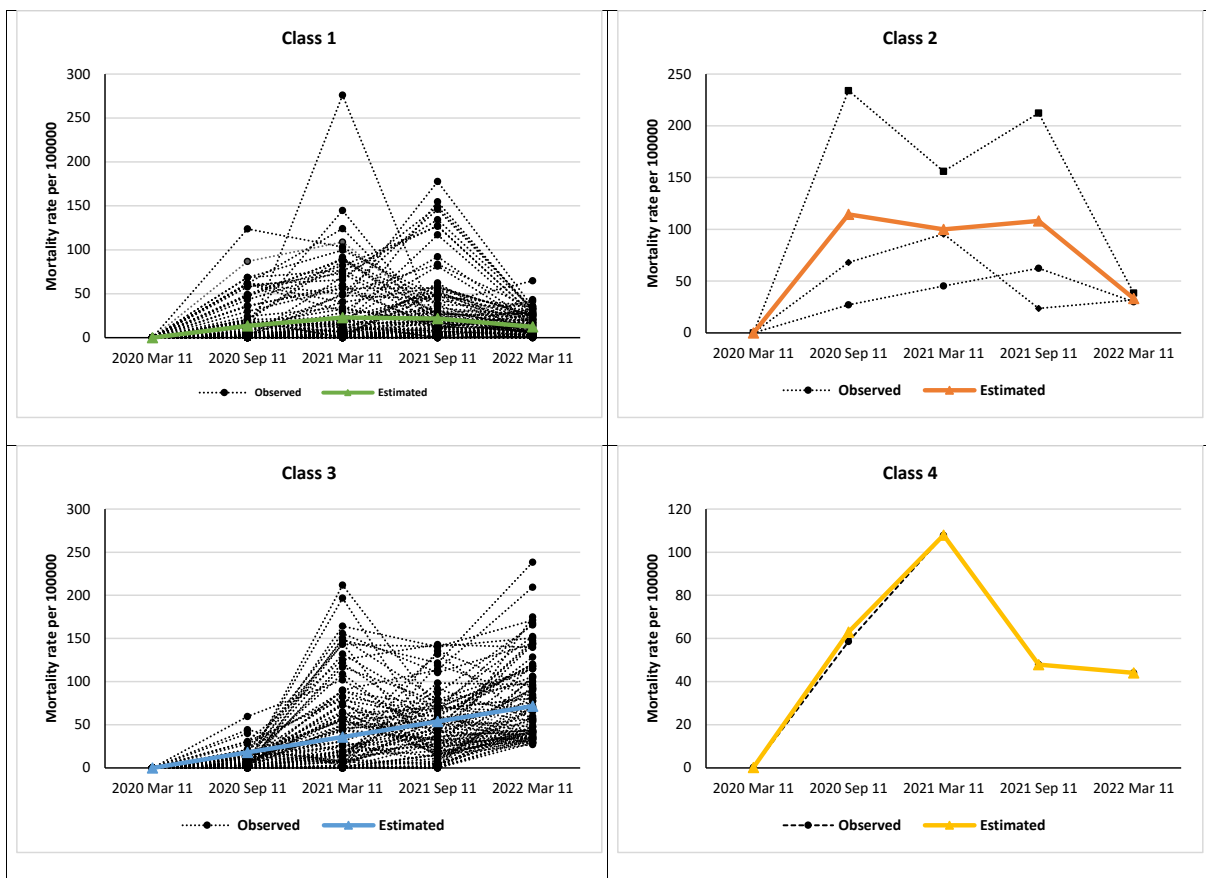 Class 1
Mortality rate per 100000
300
250
200
150
100
50
0
2020 Mar 11 2020 Sep 11 2021 Mar 11 2021 Sep 11 2022 Mar 11
Observed Estimated
Class 2
Mortality rate per 100000
250
200
150
100
50
0
2020 Mar 11 2020 Sep 11 2021 Mar 11 2021 Sep 11 2022 Mar 11
Observed Estimated
Class 3
Mortality rate per 100000
300
250
200
150
100
50
0
2020 Mar 11 2020 Sep 11 2021 Mar 11 2021 Sep 11 2022 Mar 11
Observed Estimated
Class 4
Mortality rate per 100000
120
100
80
60
40
20
0
2020 Mar 11 2020 Sep 11 2021 Mar 11 2021 Sep 11 2022 Mar 11
Observed Estimated